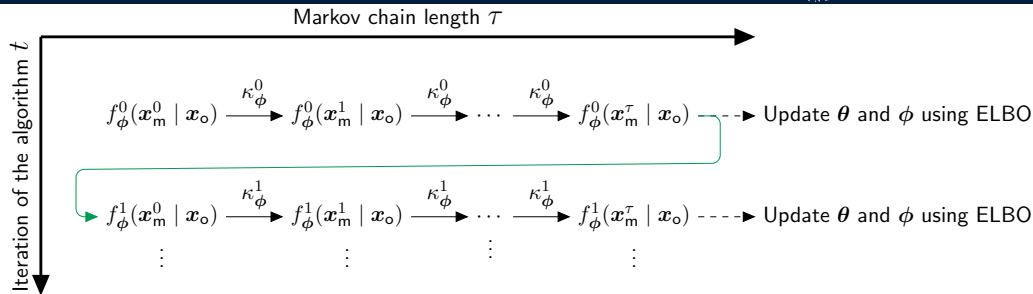 Markov chain length τ
Iteration of the algorithm t
κ⁰_ϕ κ⁰_ϕ κ⁰_ϕ
f⁰_ϕ(x⁰_m | x_o) f⁰_ϕ(x¹_m | x_o) ⋯ f⁰_ϕ(x^τ_m | x_o) Update θ and ϕ using ELBO
κ¹_ϕ κ¹_ϕ κ¹_ϕ
f¹_ϕ(x⁰_m | x_o) f¹_ϕ(x¹_m | x_o) ⋯ f¹_ϕ(x^τ_m | x_o) Update θ and ϕ using ELBO
⋮ ⋮ ⋮ ⋮